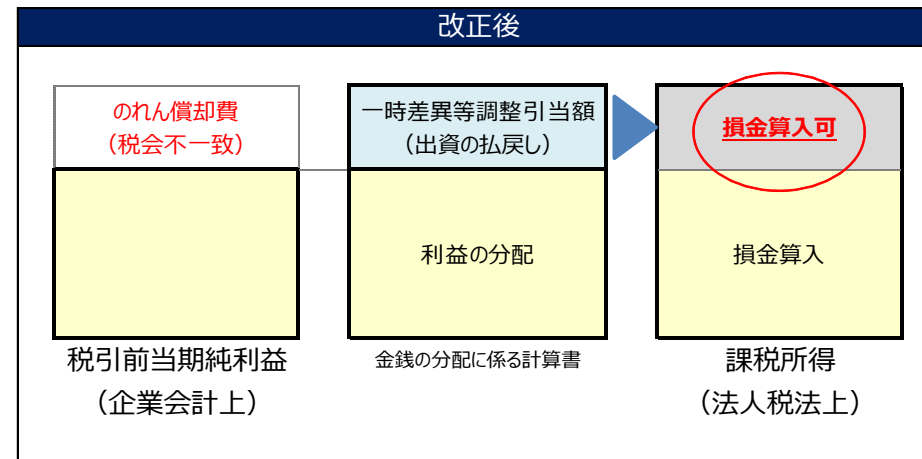 改正後
のれん償却費
（税会不一致）
一時差異等調整引当額
（出資の払戻し）
損金算入可
利益の分配
損金算入
税引前当期純利益
（企業会計上）
金銭の分配に係る計算書
課税所得
（法人税法上）